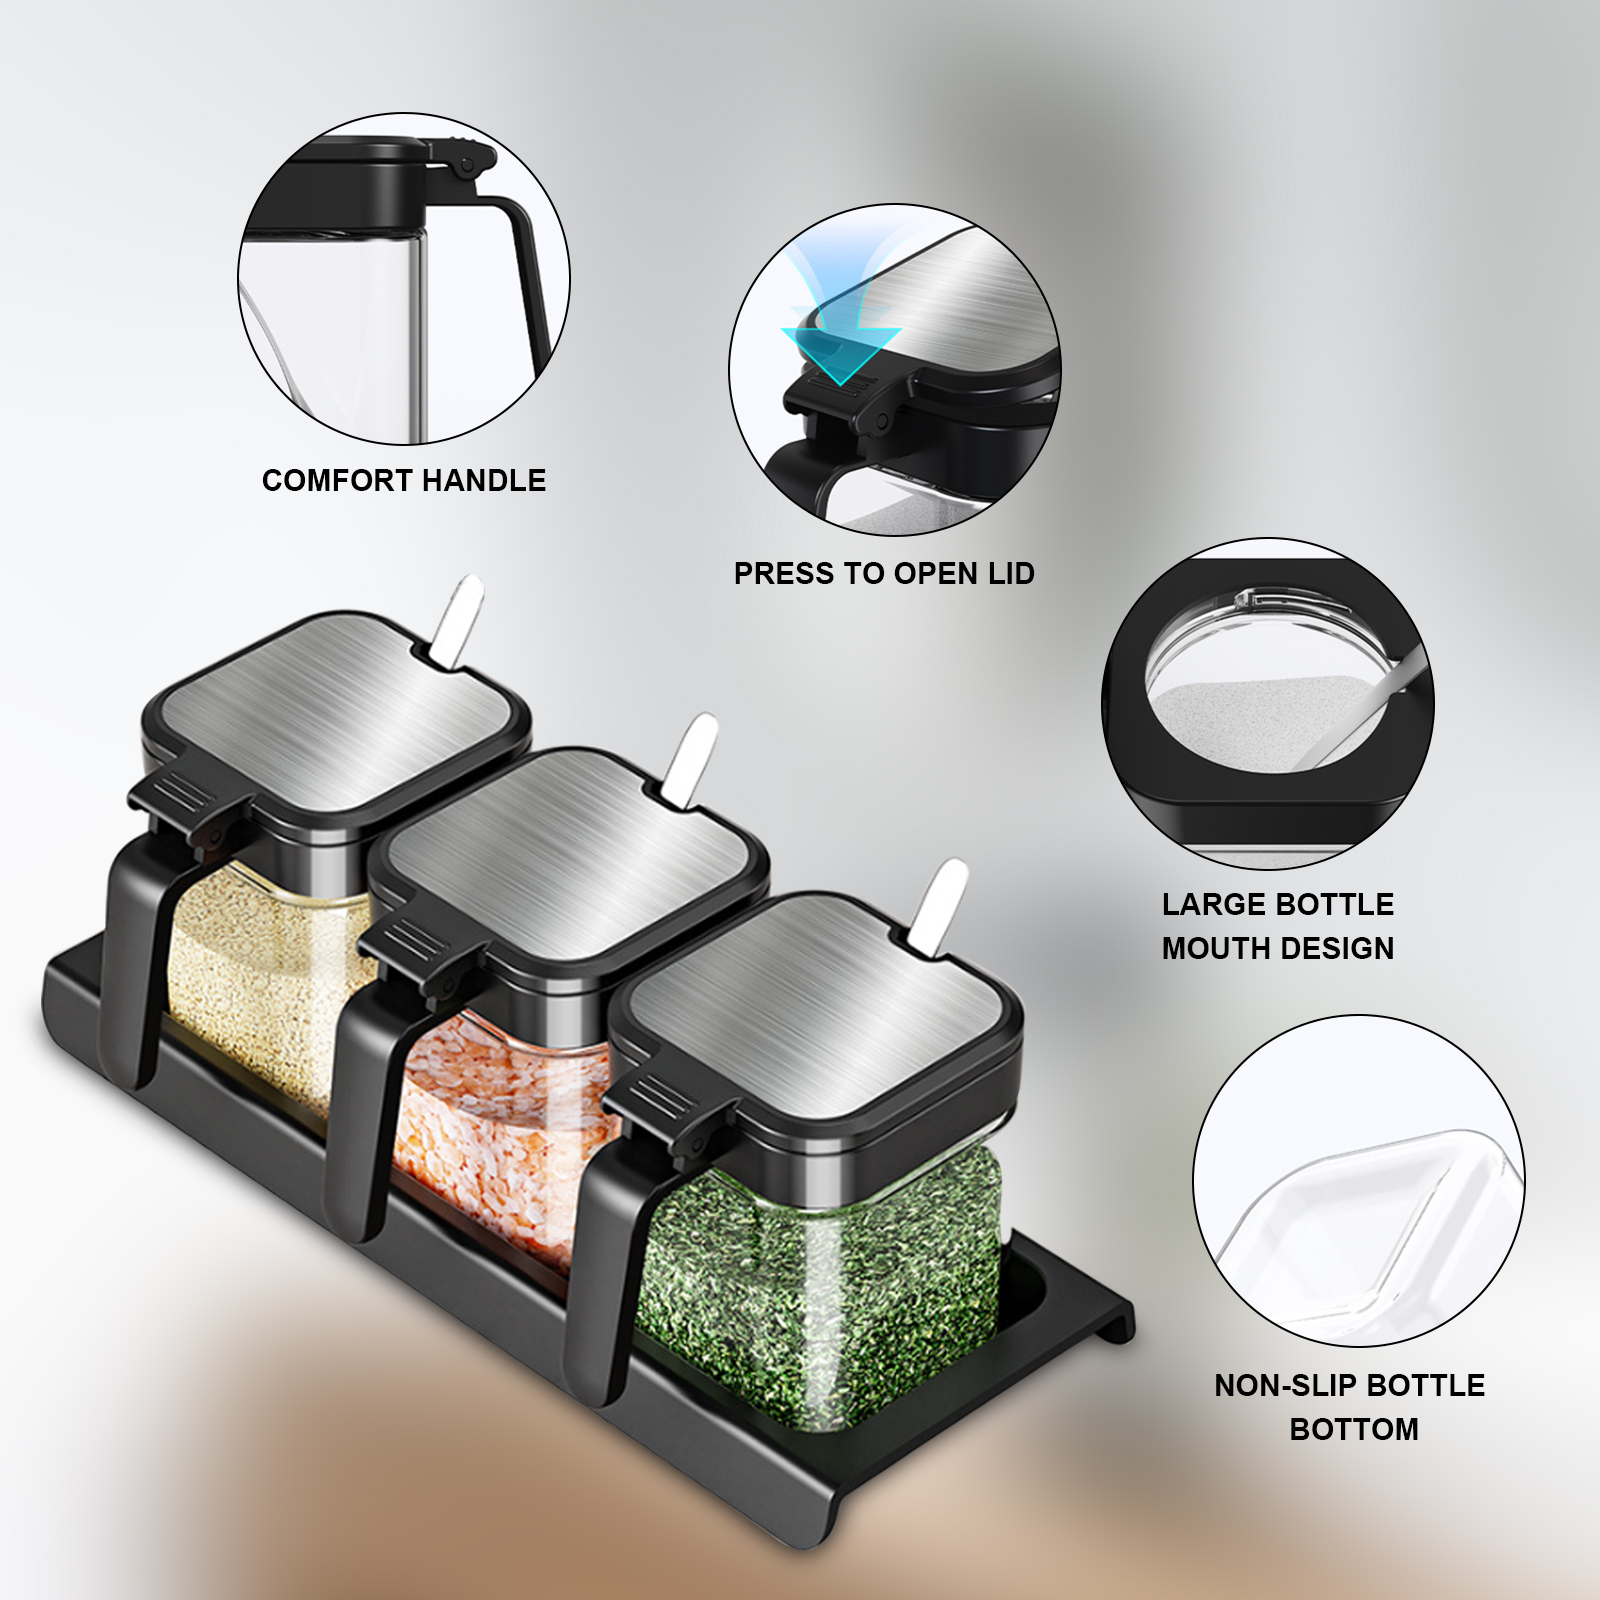 COMFORT HANDLE
PRESS TO OPEN LID
LARGE BOTTLE
MOUTH DESIGN
NON-SLIP BOTTLE
BOTTOM